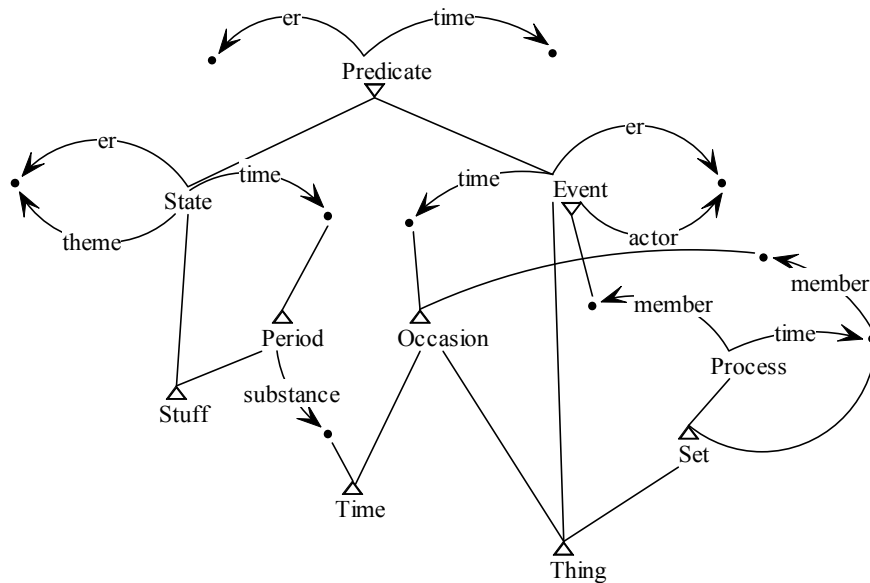 er
time
Predicate
er
time
State
theme
time
Event
er
actor
member
member
time
Period
Occasion
Process
substance
Stuff
Set
Time
Thing